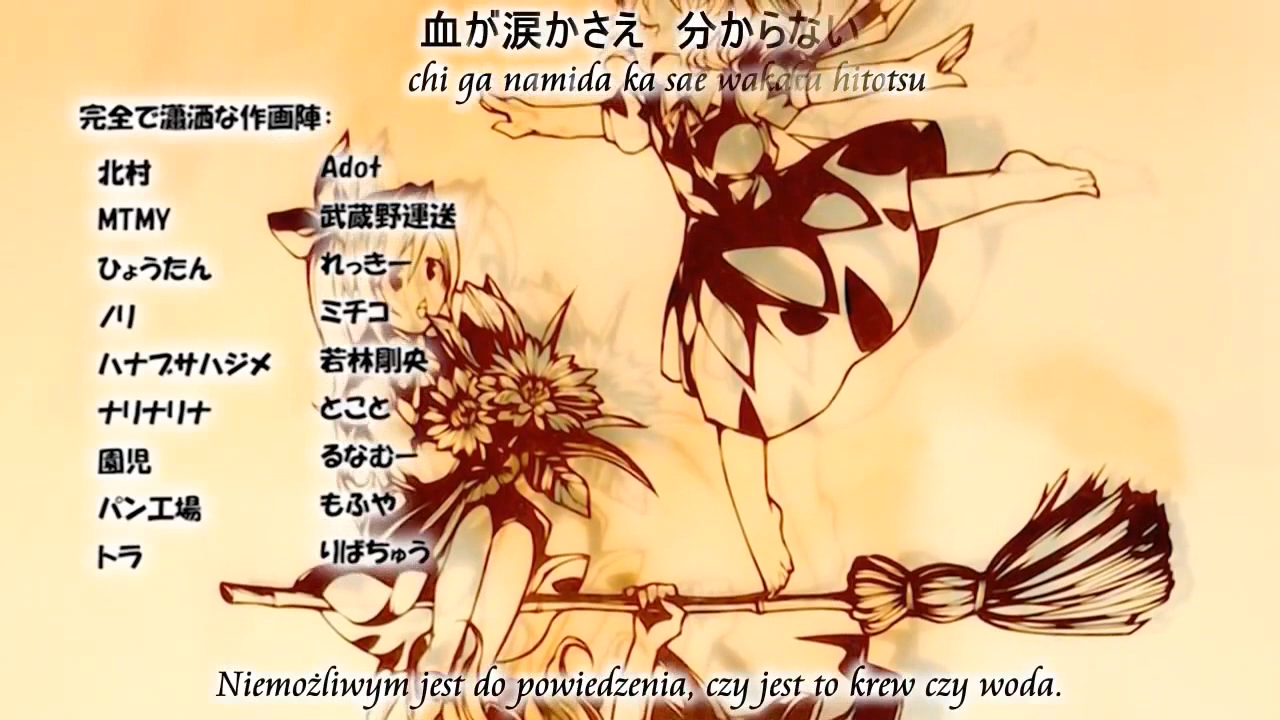 血が涙かさえ 分からない
chi ga namida ka sae wakara hitotsu
完全で瀟洒な作画陣:
北村 Adot
MTMY 武蔵野運送
ひょうたん れっきー
ノリ ミチコ
ハナブサハジメ 若林剛央
ナリナリナ とこと
園児 るなむー
パン工場 もふや
トラ りばちゅう
Niemożliwym jest do powiedzenia, czy jest to krew czy woda.